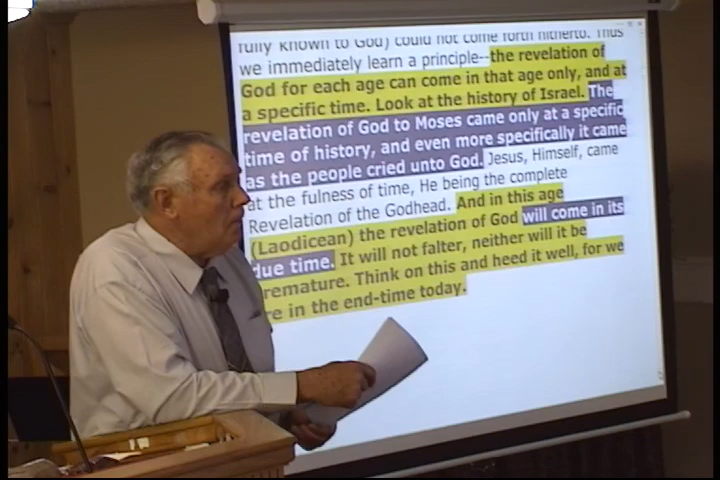 fully known to God) could not come forth hitherto. Thus
we immediately learn a principle--the revelation of
God for each age can come in that age only, and at
a specific time. Look at the history of Israel. The
revelation of God to Moses came only at a specific
time of history, and even more specifically it came
as the people cried unto God. Jesus, Himself, came
at the fulness of time, He being the complete
Revelation of the Godhead. And in this age
(Laodicean) the revelation of God will come in its
due time. It will not falter, neither will it be
remature. Think on this and heed it well, for we
re in the end-time today.